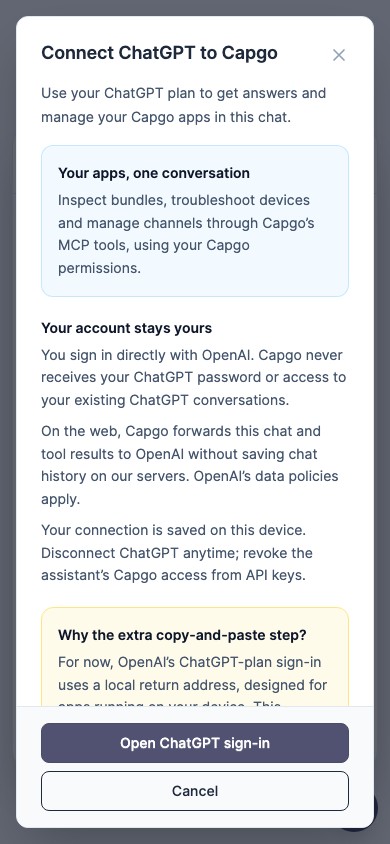 Connect ChatGPT to Capgo
Use your ChatGPT plan to get answers and
manage your Capgo apps in this chat.
Your apps, one conversation
Inspect bundles, troubleshoot devices
and manage channels through Capgo’s
MCP tools, using your Capgo
permissions.
Your account stays yours
You sign in directly with OpenAI. Capgo never
receives your ChatGPT password or access to
your existing ChatGPT conversations.
On the web, Capgo forwards this chat and
tool results to OpenAI without saving chat
history on our servers. OpenAI’s data policies
apply.
Your connection is saved on this device.
Disconnect ChatGPT anytime; revoke the
assistant’s Capgo access from API keys.
Why the extra copy-and-paste step?
For now, OpenAI’s ChatGPT-plan sign-in
uses a local return address, designed for
apps running on your device. This
Open ChatGPT sign-in
Cancel